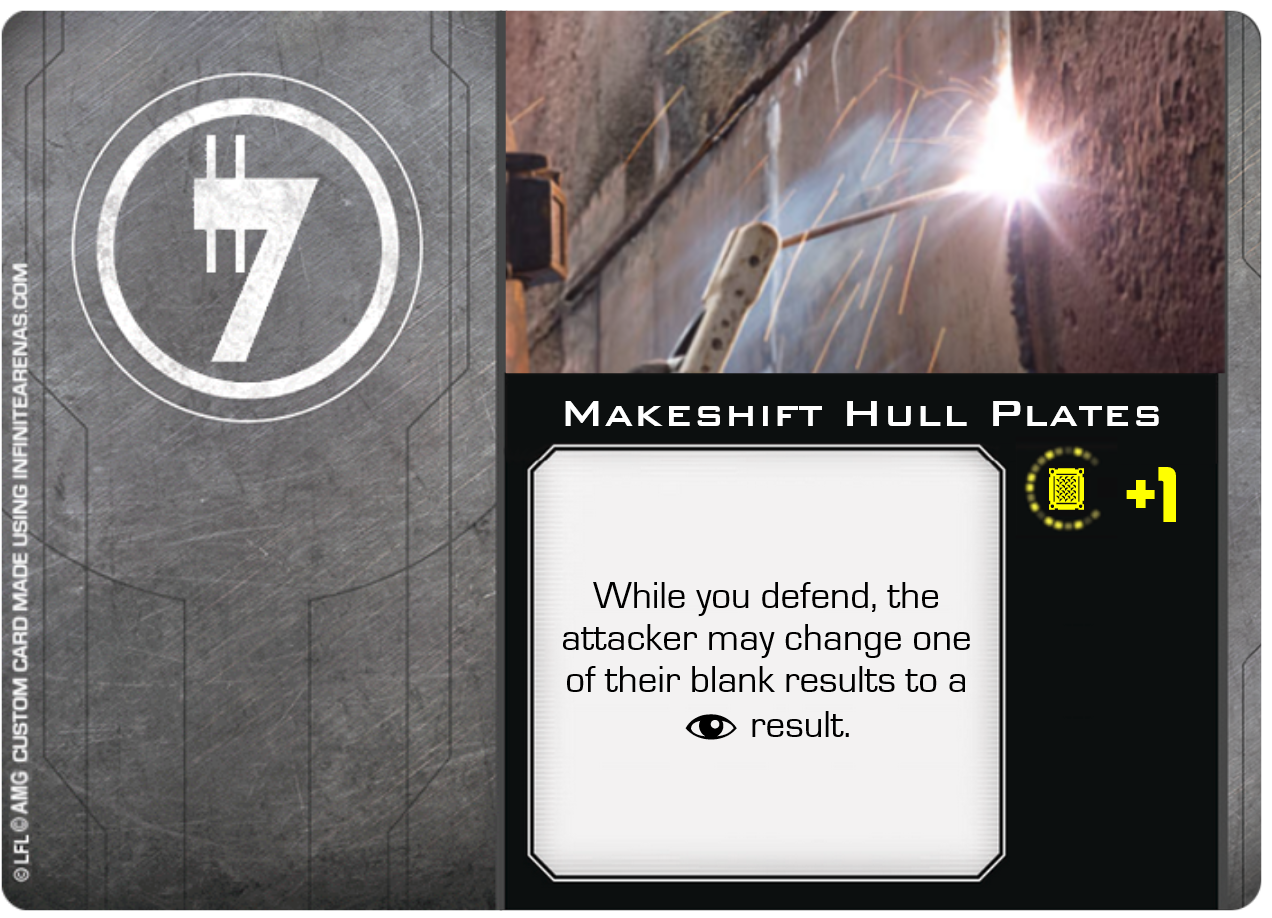 © LFL © AMG CUSTOM CARD MADE USING INFINITEARENAS.COM
Makeshift Hull Plates
+1
While you defend, the
attacker may change one
of their blank results to a
result.